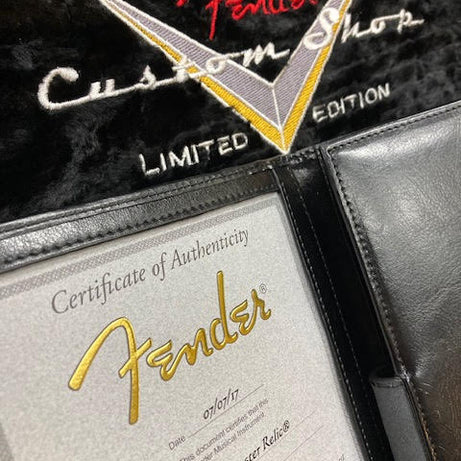 Fender
Custom Shop
LIMITED EDITION
Certificate of Authenticity
Fender®
Date 07/07/17
This document certifies that this
Musical Instrument
Relic®